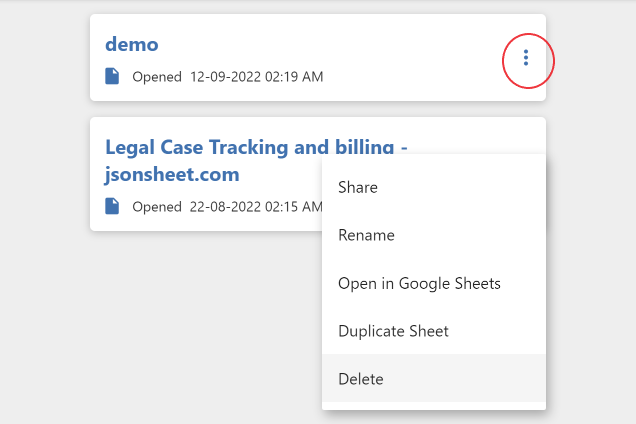 demo
Opened 12-09-2022 02:19 AM
Legal Case Tracking and billing -
jsonsheet.com
Opened 22-08-2022 02:15 AM
Share
Rename
Open in Google Sheets
Duplicate Sheet
Delete